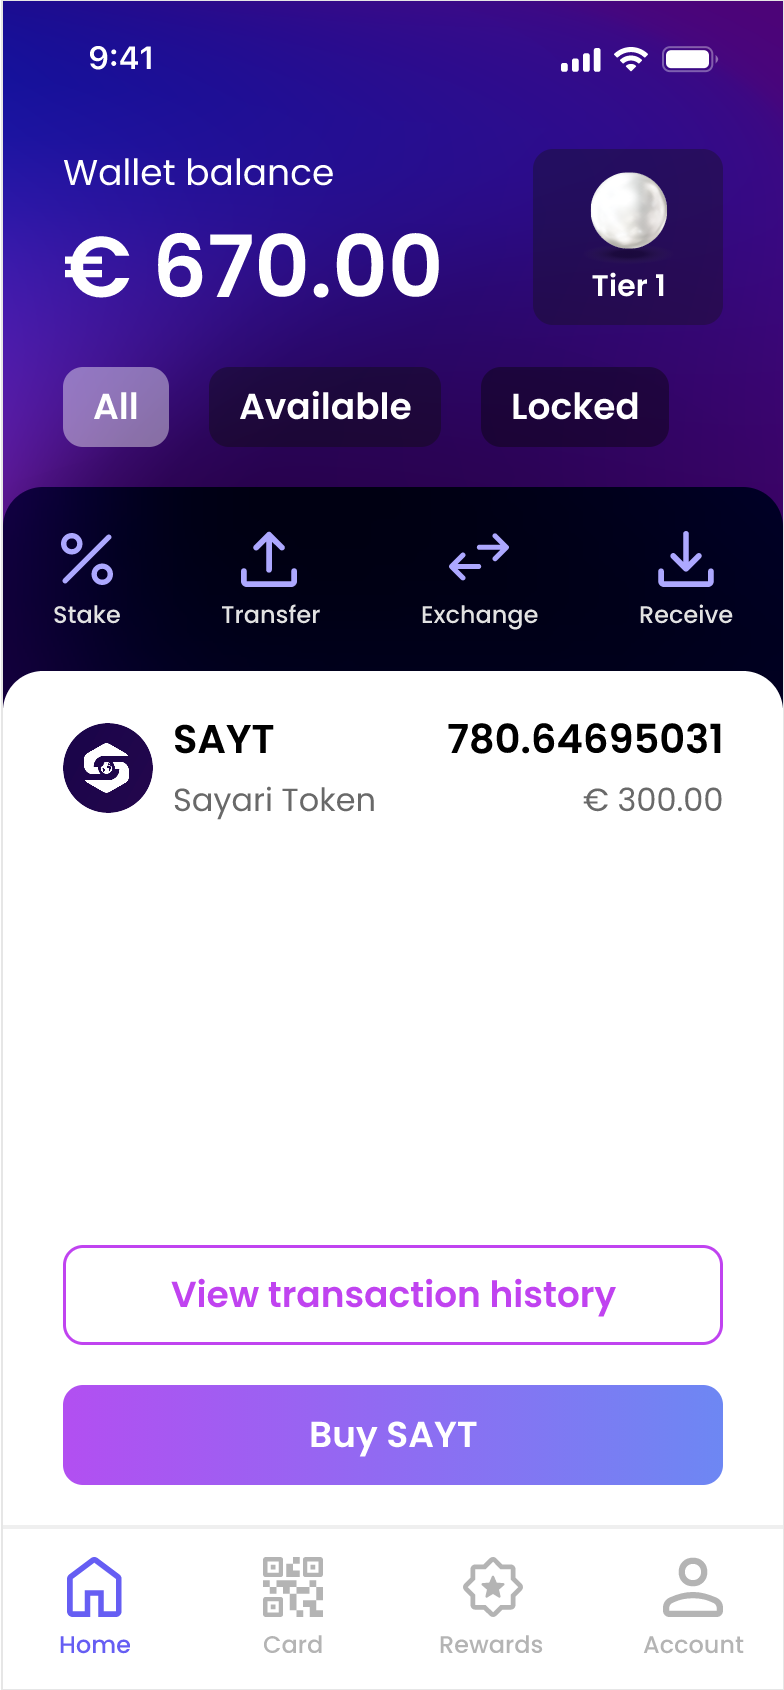 9:41
Wallet balance
€ 670.00
Tier 1
All
Available
Locked
Stake
Transfer
Exchange
Receive
SAYT
780.64695031
Sayari Token
€ 300.00
View transaction history
Buy SAYT
Home
Card
Rewards
Account